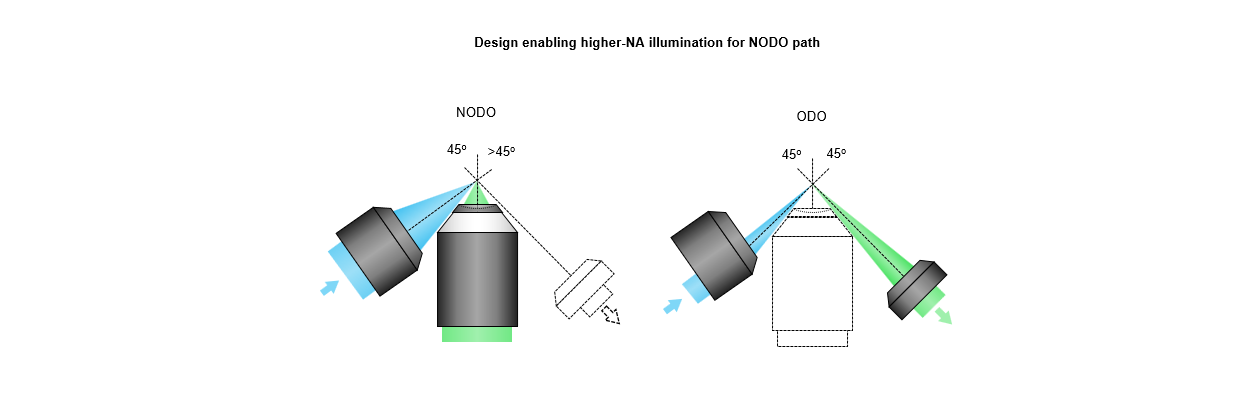 Design enabling higher-NA illumination for NODO path
NODO
45º >45º
ODO
45º 45º